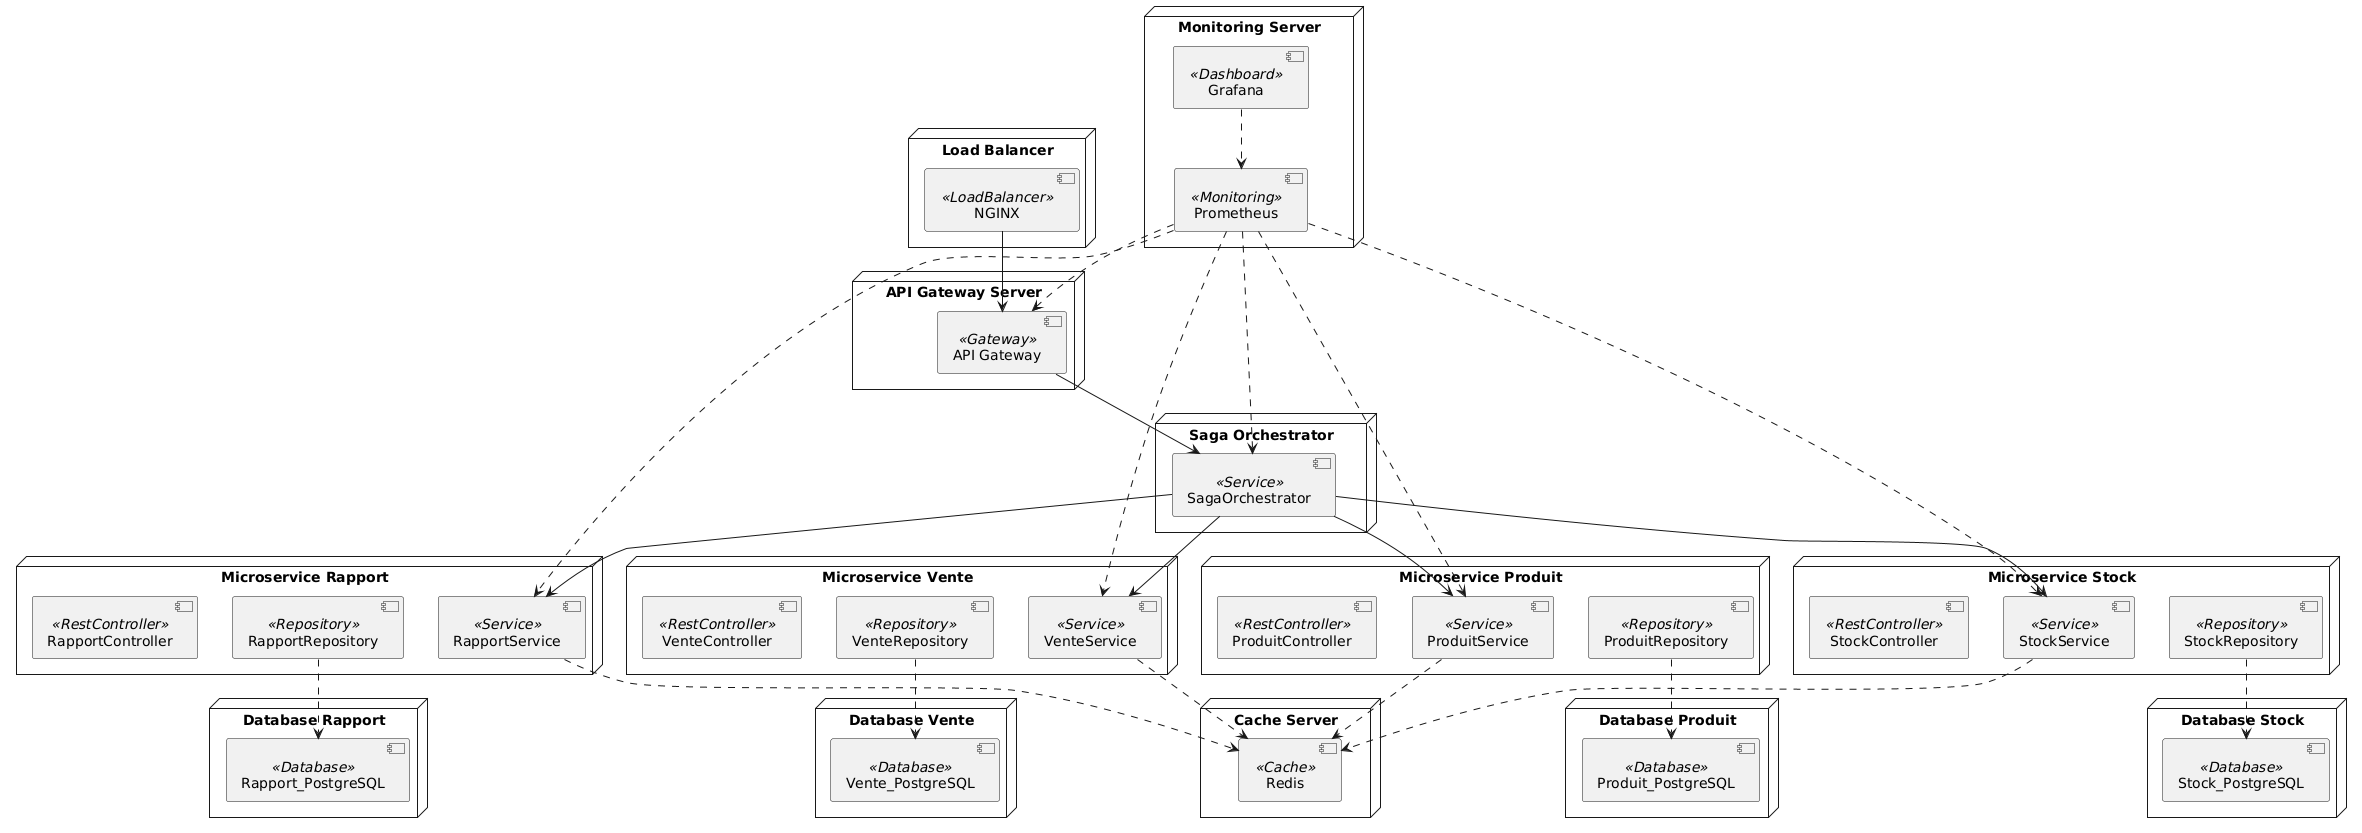 Monitoring Server
«Dashboard»
Grafana
Load Balancer
«LoadBalancer»
NGINX
«Monitoring»
Prometheus
API Gateway Server
«Gateway»
API Gateway
Saga Orchestrator
«Service»
SagaOrchestrator
Microservice Rapport
«RestController»
RapportController
«Repository»
RapportRepository
«Service»
RapportService
Microservice Vente
«RestController»
VenteController
«Repository»
VenteRepository
«Service»
VenteService
Microservice Produit
«RestController»
ProduitController
«Service»
ProduitService
«Repository»
ProduitRepository
Microservice Stock
«RestController»
StockController
«Service»
StockService
«Repository»
StockRepository
Database Rapport
«Database»
Rapport_PostgreSQL
Database Vente
«Database»
Vente_PostgreSQL
Cache Server
«Cache»
Redis
Database Produit
«Database»
Produit_PostgreSQL
Database Stock
«Database»
Stock_PostgreSQL